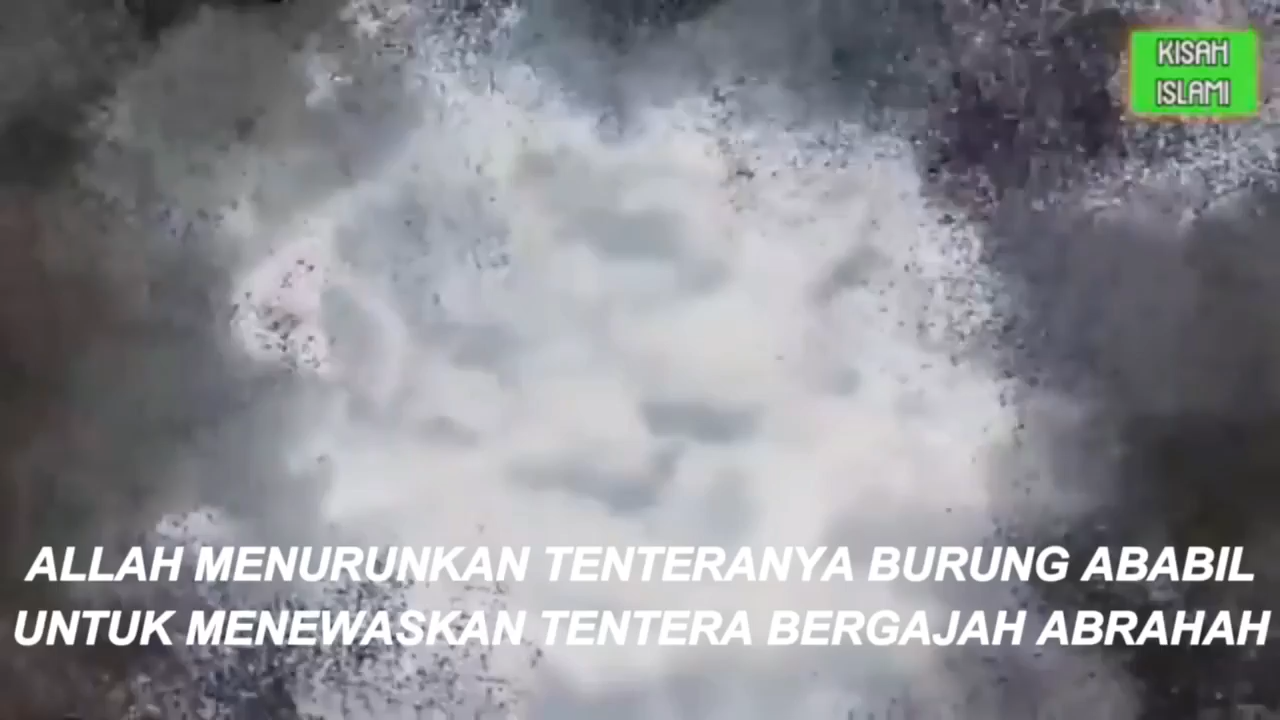 KISAH
ISLAMI
ALLAH MENURUNKAN TENTERANYA BURUNG ABABIL
UNTUK MENEWASKAN TENTERA BERGAJAH ABRAHAH